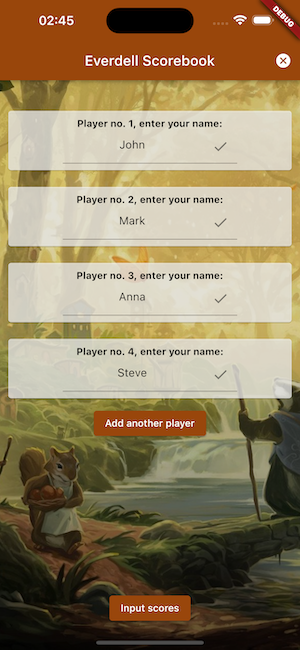 02:45
DEBUG
Everdell Scorebook
Player no. 1, enter your name:
John
Player no. 2, enter your name:
Mark
Player no. 3, enter your name:
Anna
Player no. 4, enter your name:
Steve
Add another player
Input scores